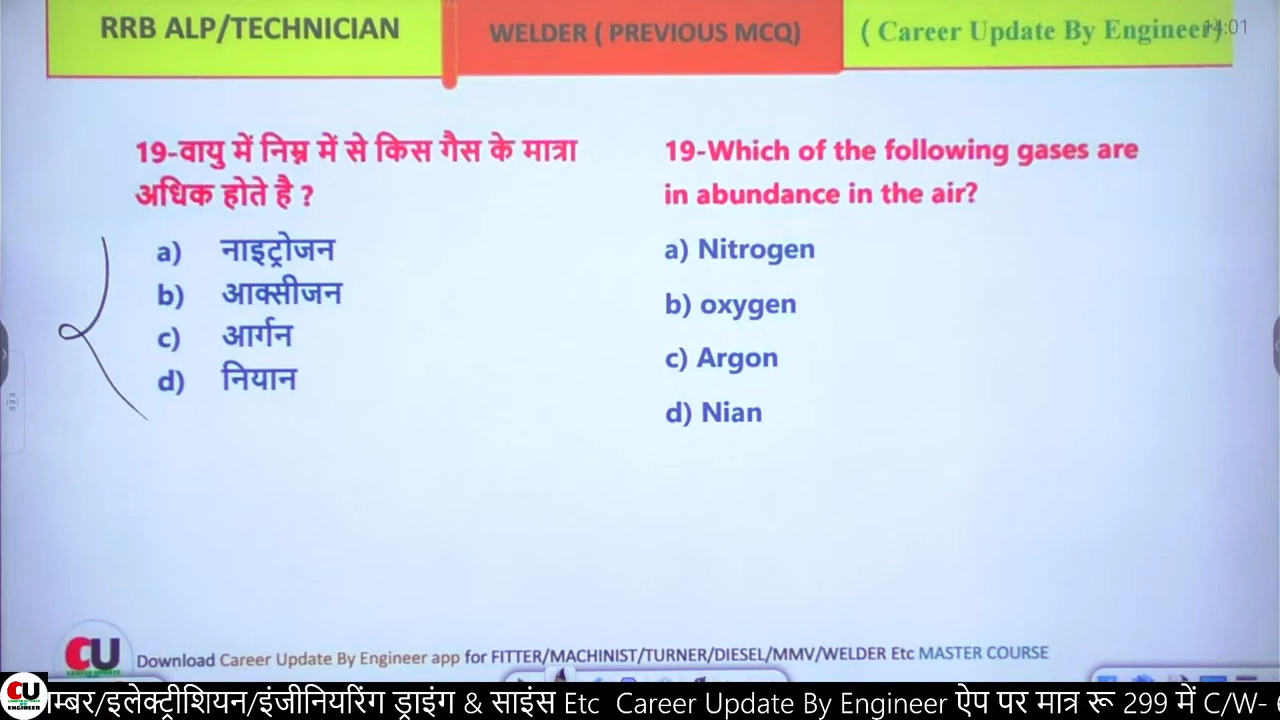 RRB ALP/TECHNICIAN
WELDER ( PREVIOUS MCQ)
( Career Update By Engineer)
14:01
19-वायु में निम्न में से किस गैस के मात्रा
अधिक होते है ?
a) नाइट्रोजन
b) आक्सीजन
c) आर्गन
d) नियान
19-Which of the following gases are
in abundance in the air?
a) Nitrogen
b) oxygen
c) Argon
d) Nian
CU
Download Career Update By Engineer app for FITTER/MACHINIST/TURNER/DIESEL/MMV/WELDER Etc MASTER COURSE
CU
ENGINEER
म्बर/इलेक्ट्रीशियन/इंजीनियरिंग ड्राइंग & साइंस Etc Career Update By Engineer ऐप पर मात्र रू 299 में C/W-